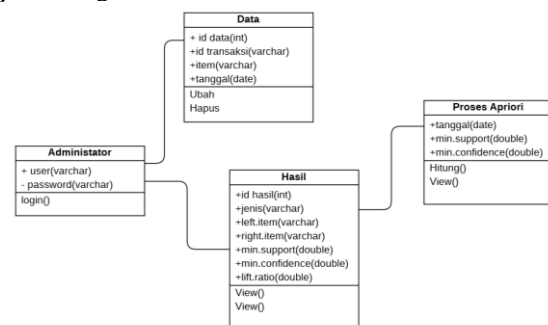 Data
+ id data(int)
+id transaksi(varchar)
+item(varchar)
+tanggal(date)
Ubah
Hapus
Proses Apriori
+tanggal(date)
+min.support(double)
+min.confidence(double)
Hitung()
View()
Administator
+ user(varchar)
- password(varchar)
login()
Hasil
+id hasil(int)
+jenis(varchar)
+left.item(varchar)
+right.item(varchar)
+min.support(double)
+min.confidence(double)
+lift.ratio(double)
View()
View()